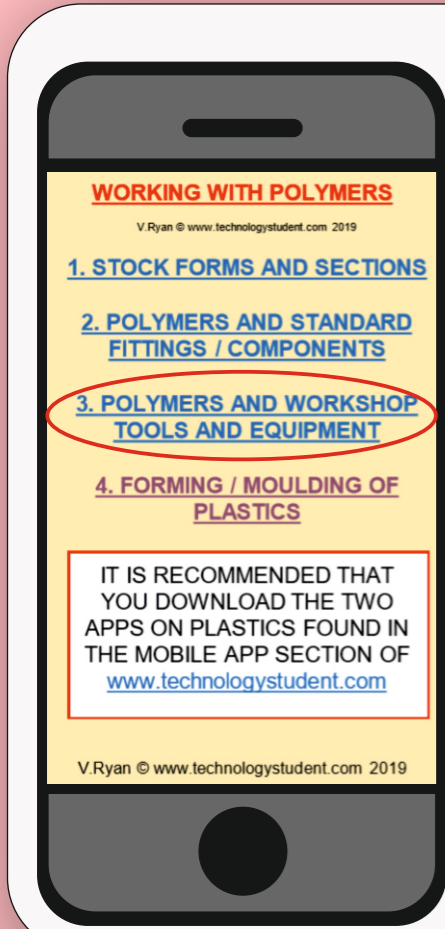 WORKING WITH POLYMERS
V.Ryan © www.technologystudent.com 2019
1. STOCK FORMS AND SECTIONS
2. POLYMERS AND STANDARD
FITTINGS / COMPONENTS
3. POLYMERS AND WORKSHOP
TOOLS AND EQUIPMENT
4. FORMING / MOULDING OF
PLASTICS
IT IS RECOMMENDED THAT
YOU DOWNLOAD THE TWO
APPS ON PLASTICS FOUND IN
THE MOBILE APP SECTION OF
www.technologystudent.com
V.Ryan © www.technologystudent.com 2019